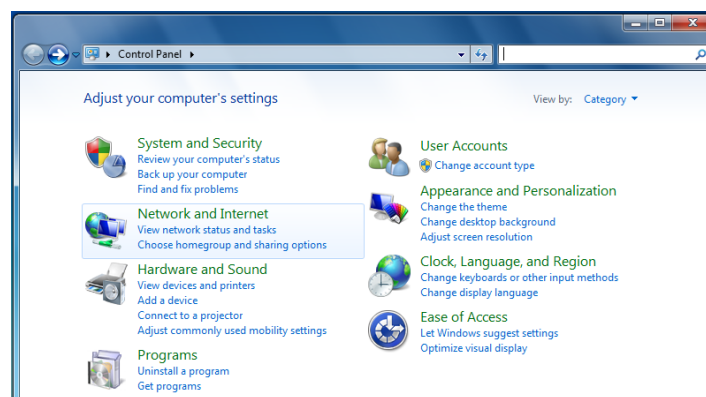 Control Panel
Adjust your computer's settings
View by: Category
System and Security
Review your computer's status
Back up your computer
Find and fix problems
Network and Internet
View network status and tasks
Choose homegroup and sharing options
Hardware and Sound
View devices and printers
Add a device
Connect to a projector
Adjust commonly used mobility settings
Programs
Uninstall a program
Get programs
User Accounts
Change account type
Appearance and Personalization
Change the theme
Change desktop background
Adjust screen resolution
Clock, Language, and Region
Change keyboards or other input methods
Change display language
Ease of Access
Let Windows suggest settings
Optimize visual display